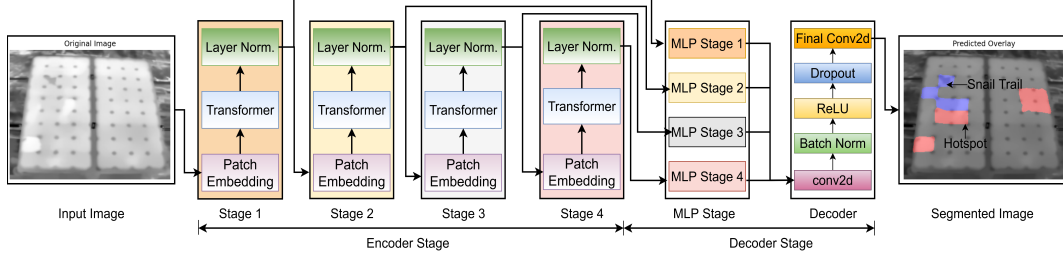 Original Image
Input Image
Layer Norm.
Transformer
Patch
Embedding
Stage 1
Layer Norm.
Transformer
Patch
Embedding
Stage 2
Layer Norm.
Transformer
Patch
Embedding
Stage 3
Layer Norm.
Transformer
Patch
Embedding
Stage 4
Encoder Stage
MLP Stage 1
MLP Stage 2
MLP Stage 3
MLP Stage 4
MLP Stage
Final Conv2d
Dropout
ReLU
Batch Norm
conv2d
Decoder
Decoder Stage
Predicted Overlay
Snail Trail
Hotspot
Segmented Image